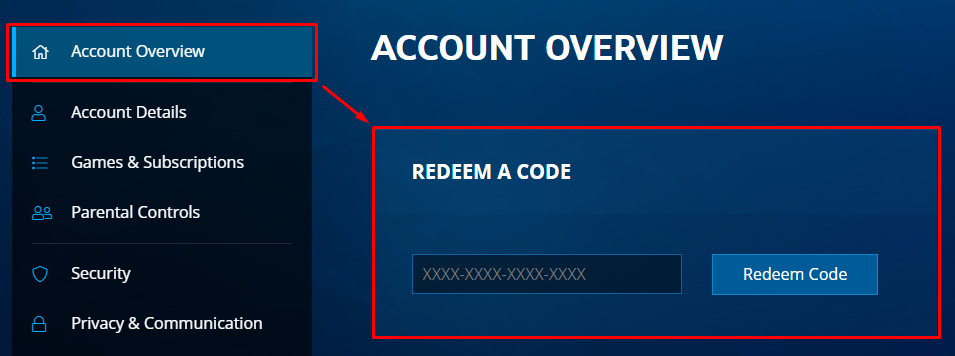 Account Overview
Account Details
Games & Subscriptions
Parental Controls
Security
Privacy & Communication
ACCOUNT OVERVIEW
REDEEM A CODE
XXXX-XXXX-XXXX-XXXX
Redeem Code